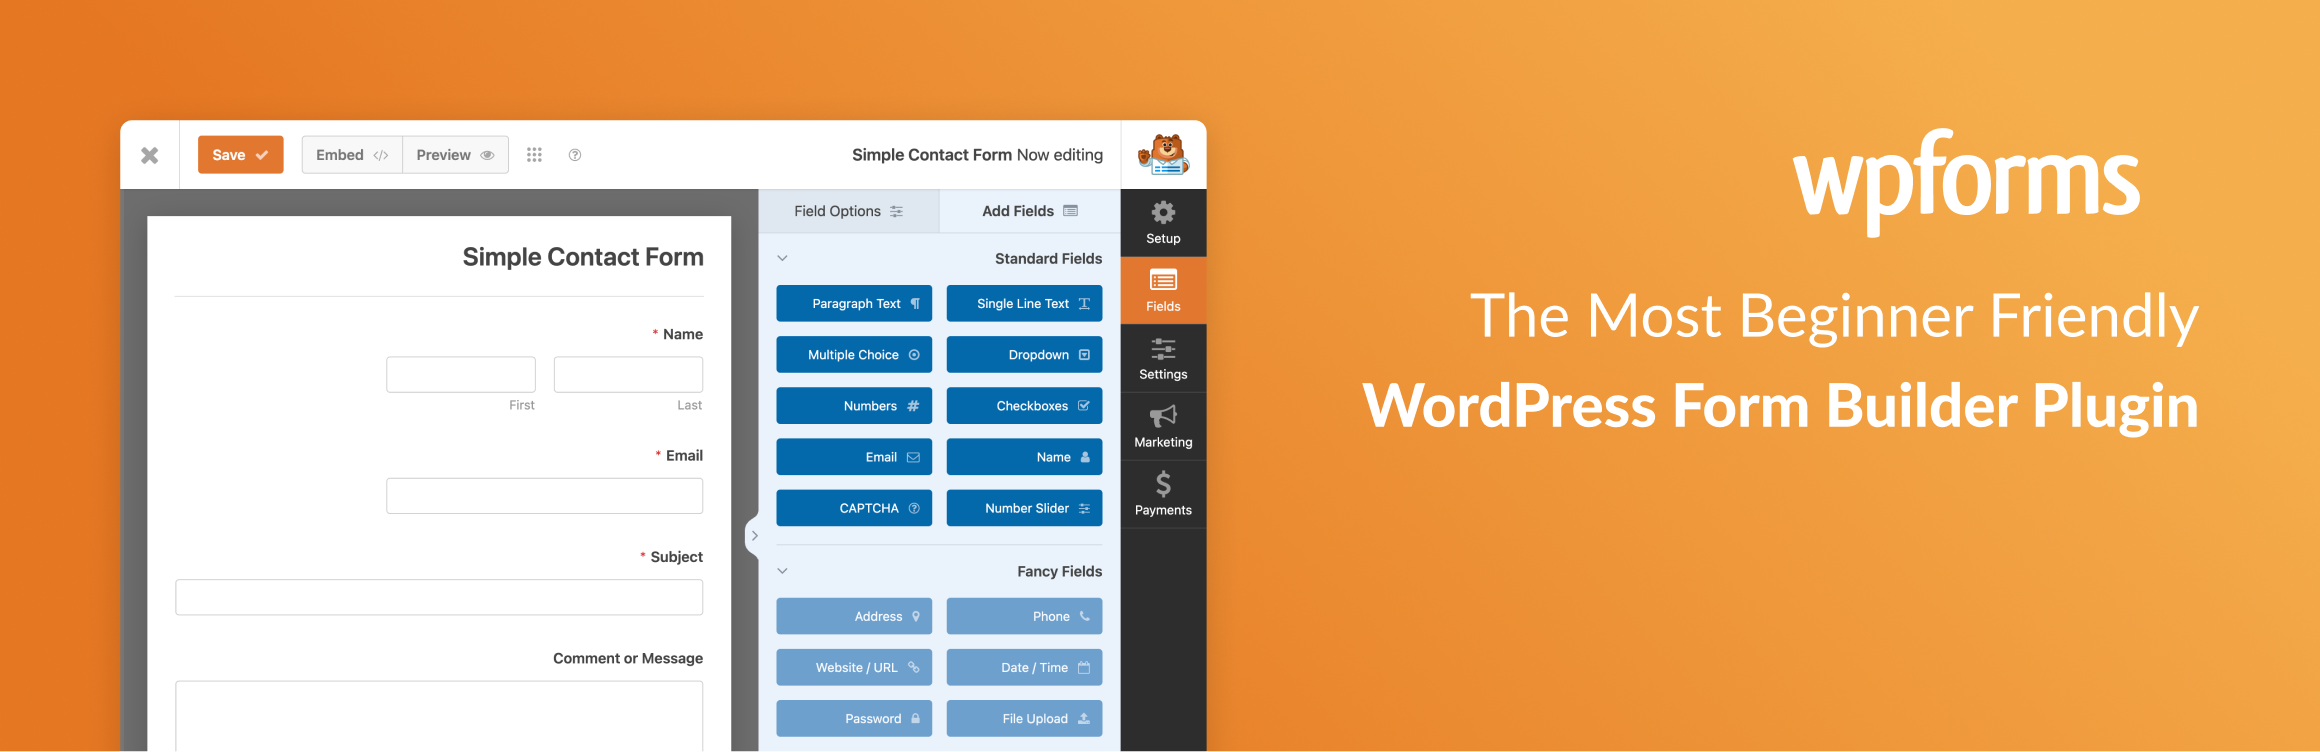 Save
Embed </>
Preview
Simple Contact Form Now editing
Simple Contact Form
* Name
First
Last
* Email
* Subject
Comment or Message
Field Options
Add Fields
Standard Fields
Paragraph Text ¶
Single Line Text
Multiple Choice
Dropdown
Numbers #
Checkboxes
Email
Name
CAPTCHA
Number Slider
Fancy Fields
Address
Phone
Website / URL
Date / Time
Password
File Upload
Setup
Fields
Settings
Marketing
$
Payments
wpforms
The Most Beginner Friendly
WordPress Form Builder Plugin